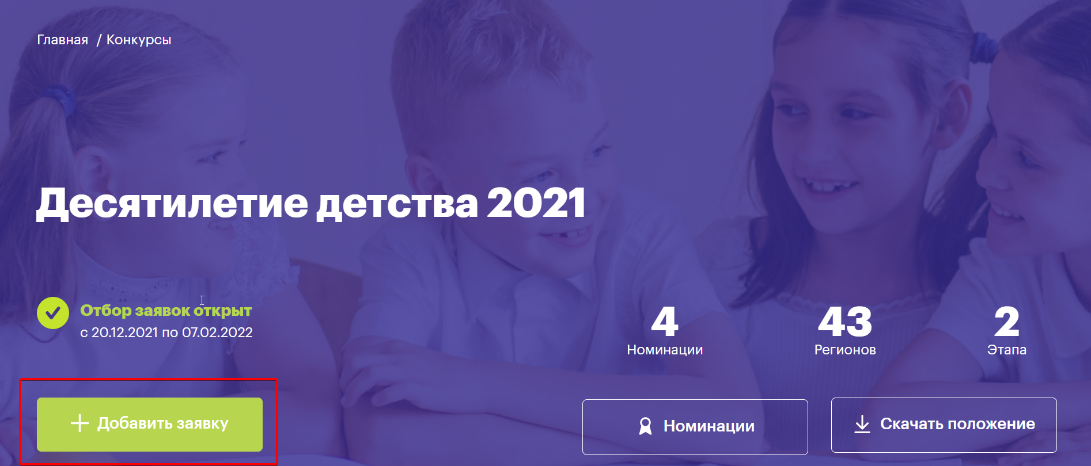 Главная / Конкурсы
Десятилетие детства 2021
Отбор заявок открыт
с 20.12.2021 по 07.02.2022
4
Номинации
43
Регионов
2
Этапа
Добавить заявку
Номинации
Скачать положение